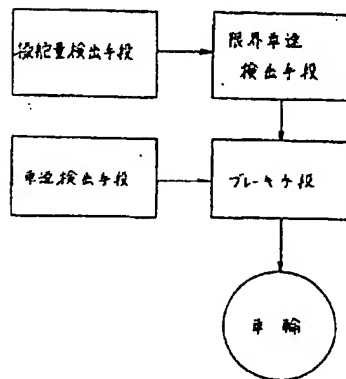 操舵量検出手段
限界車速
検出手段
車速検出手段
ブレーキ手段
車輪